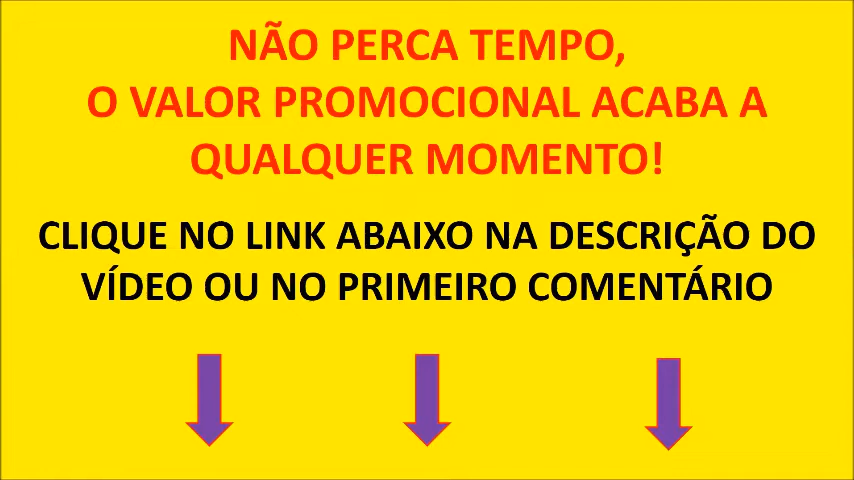 NÃO PERCA TEMPO,
O VALOR PROMOCIONAL ACABA A
QUALQUER MOMENTO!
CLIQUE NO LINK ABAIXO NA DESCRIÇÃO DO
VÍDEO OU NO PRIMEIRO COMENTÁRIO